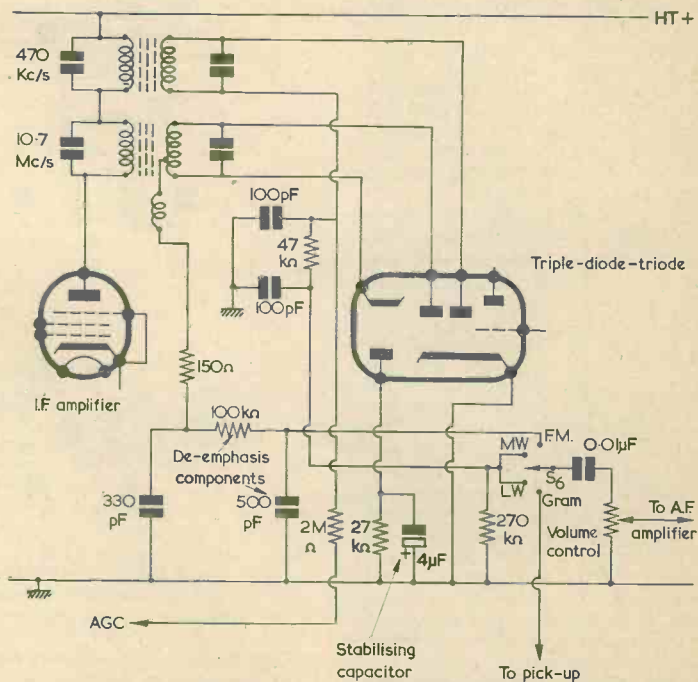 HT+
470
Kc/s
10·7
Mc/s
100pF
47
kΩ
100pF
Triple-diode-triode
I.F. amplifier
150Ω
100kΩ
De-emphasis
components
330
pF
500
pF
2M
Ω
27
kΩ
4µF
+
MW
F.M.
LW
S6
Gram
0·01µF
270
kΩ
Volume
control
To A.F.
amplifier
AGC
Stabilising
capacitor
To pick-up